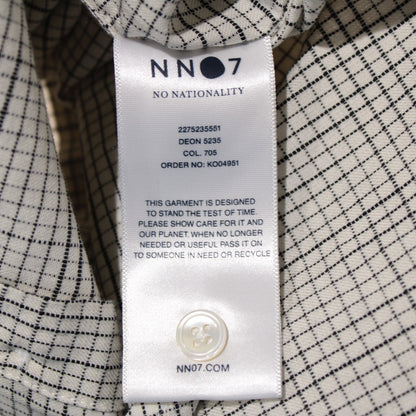 NN07
NO NATIONALITY
2275235551
DEON 5235
COL. 705
ORDER NO: KO04951
THIS GARMENT IS DESIGNED
TO STAND THE TEST OF TIME.
PLEASE SHOW CARE FOR IT AND
OUR PLANET. WHEN NO LONGER
NEEDED OR USEFUL PASS IT ON
TO SOMEONE IN NEED OR RECYCLE
NN07.COM